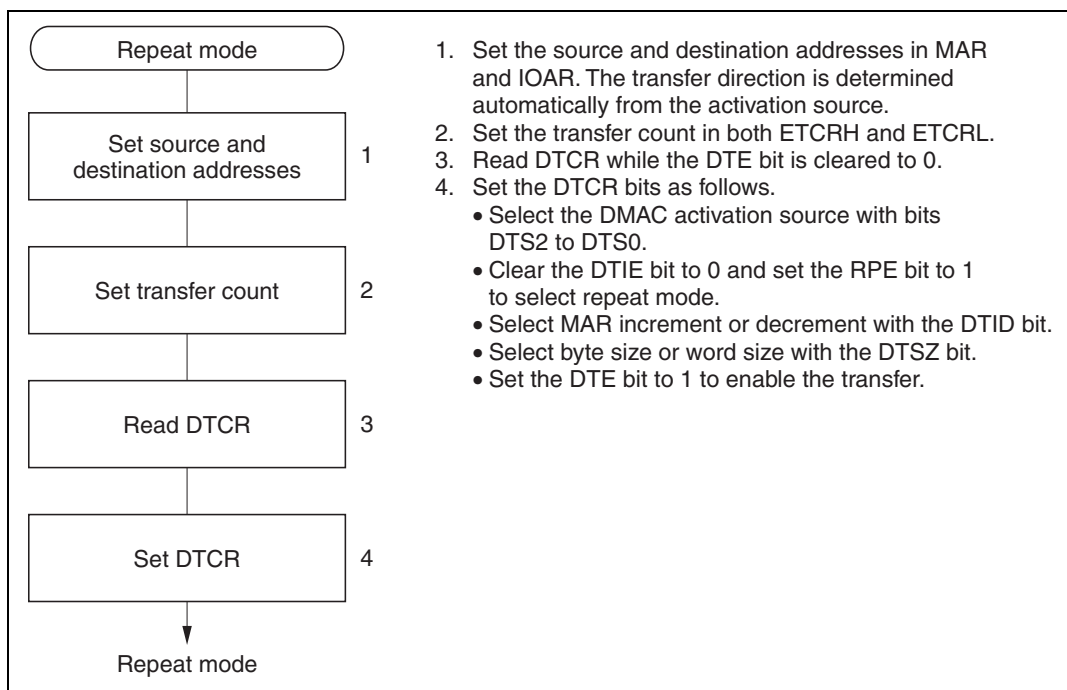 Repeat mode
Set source and
destination addresses
1
Set transfer count
2
Read DTCR
3
Set DTCR
4
Repeat mode
1. Set the source and destination addresses in MAR
and IOAR. The transfer direction is determined
automatically from the activation source.
2. Set the transfer count in both ETCRH and ETCRL.
3. Read DTCR while the DTE bit is cleared to 0.
4. Set the DTCR bits as follows.
• Select the DMAC activation source with bits
DTS2 to DTS0.
• Clear the DTIE bit to 0 and set the RPE bit to 1
to select repeat mode.
• Select MAR increment or decrement with the DTID bit.
• Select byte size or word size with the DTSZ bit.
• Set the DTE bit to 1 to enable the transfer.